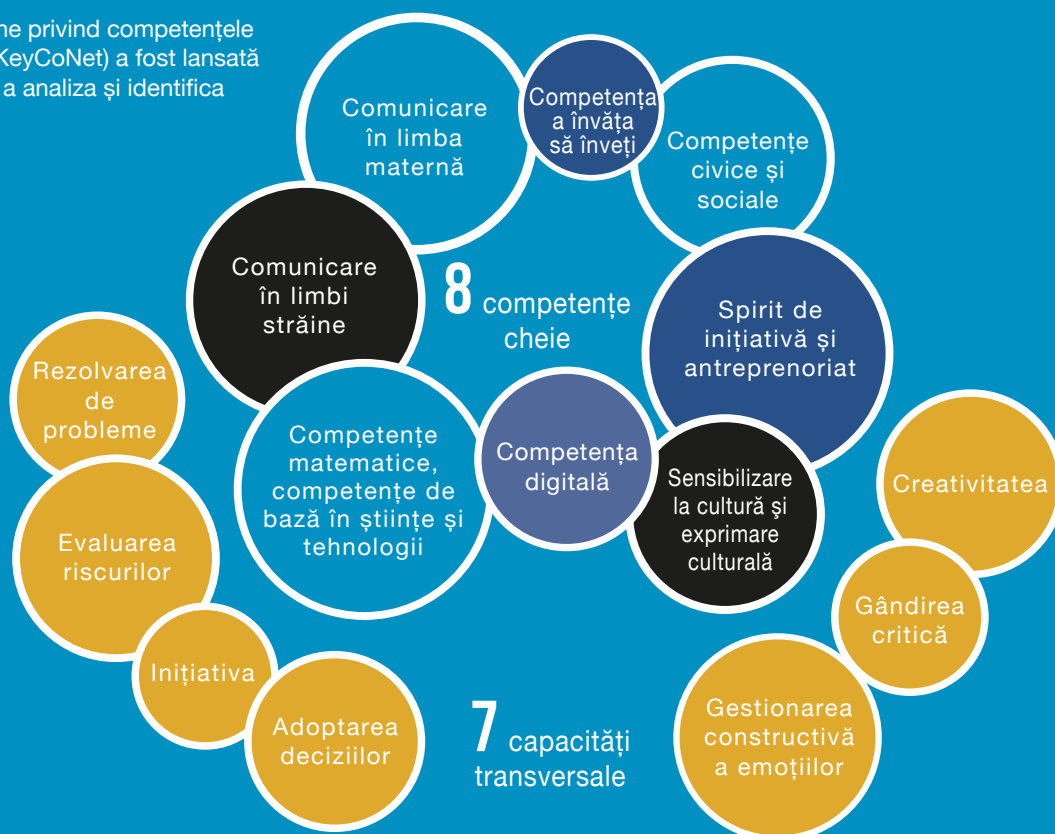 ne privind competențele
KeyCoNet) a fost lansată
a analiza și identifica
Comunicare
în limba
maternă
Competența
a învăța
să înveți
Competențe
civice și
sociale
Comunicare
în limbi
străine
8 competențe
cheie
Spirit de
inițiativă și
antreprenoriat
Rezolvarea
de
probleme
Competențe
matematice,
competențe de
bază în științe și
tehnologii
Competența
digitală
Sensibilizare
la cultură şi
exprimare
culturală
Creativitatea
Evaluarea
riscurilor
Gândirea
critică
Inițiativa
Adoptarea
deciziilor
7 capacități
transversale
Gestionarea
constructivă
a emoțiilor